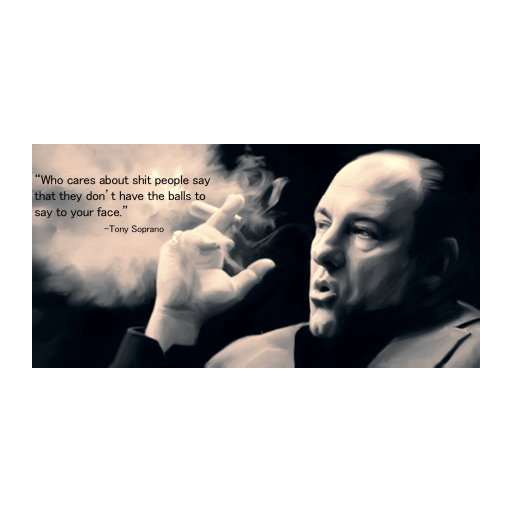 “Who cares about shit people say
that they don’t have the balls to
say to your face.”
-Tony Soprano